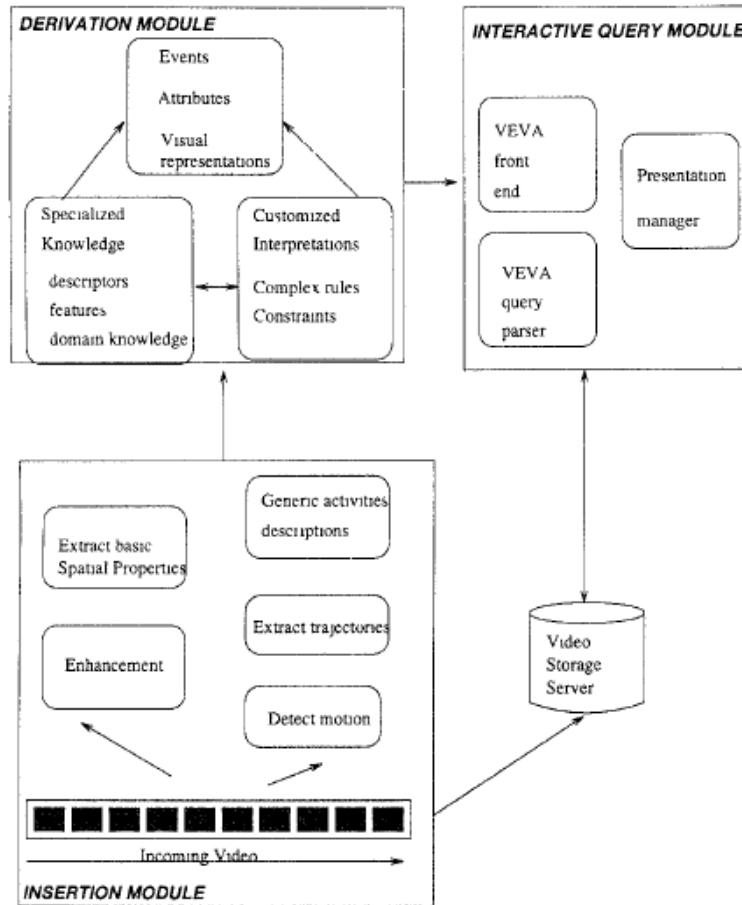 DERIVATION MODULE
Events
Attributes
Visual
representations
Specialized
Knowledge
descriptors
features
domain knowledge
Customized
Interpretations
Complex rules
Constraints
INTERACTIVE QUERY MODULE
VEVA
front
end
Presentation
manager
VEVA
query
parser
Generic activities
descriptions
Extract basic
Spatial Properties
Extract trajectories
Enhancement
Detect motion
Incoming Video
INSERTION MODULE
Video
Storage
Server